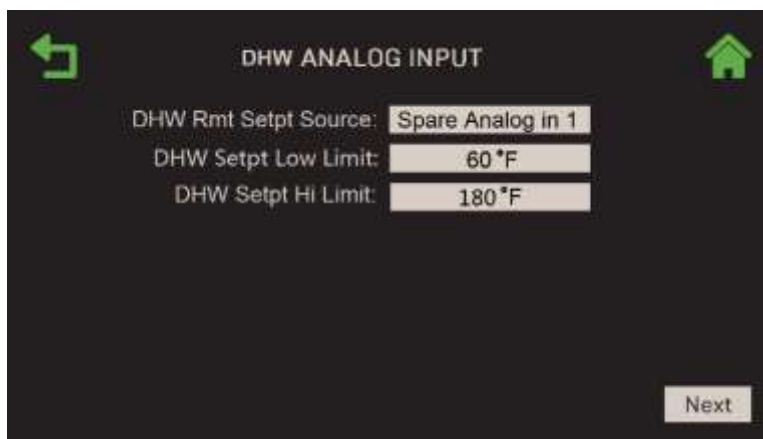 DHW ANALOG INPUT
DHW Rmt Setpt Source: Spare Analog in 1
DHW Setpt Low Limit: 60 °F
DHW Setpt Hi Limit: 180 °F
Next